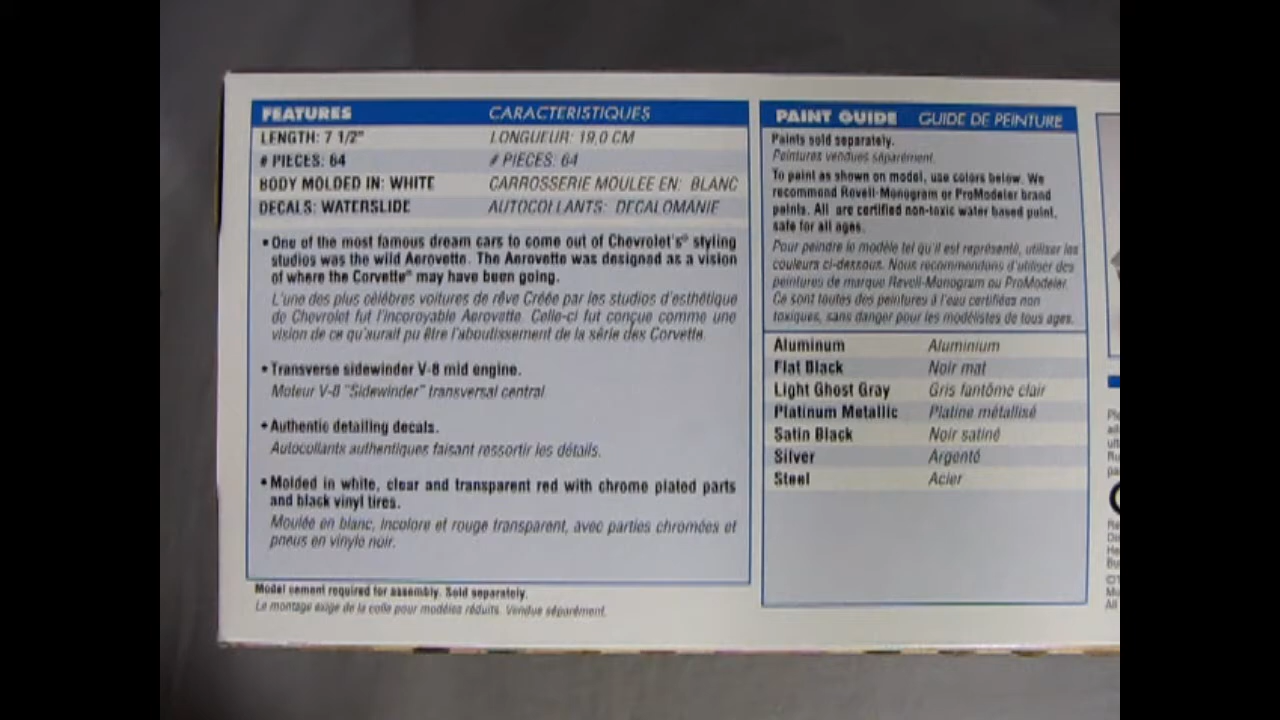 FEATURES CARACTERISTIQUES
LENGTH: 7 1/2" LONGUEUR: 19,0 CM
# PIECES: 64 # PIECES: 64
BODY MOLDED IN: WHITE CARROSSERIE MOULEE EN: BLANC
DECALS: WATERSLIDE AUTOCOLLANTS: DECALOMANIE
• One of the most famous dream cars to come out of Chevrolet's® styling
studios was the wild Aerovette. The Aerovette was designed as a vision
of where the Corvette® may have been going.
L'une des plus célèbres voitures de rêve Créée par les studios d'esthétique
de Chevrolet fut l'incroyable Aerovette. Celle-ci fut conçue comme une
vision de ce qu'aurait pu être l'aboutissement de la série des Corvette.
• Transverse sidewinder V-8 mid engine.
Moteur V-8 "Sidewinder" transversal central.
• Authentic detailing decals.
Autocollants authentiques faisant ressortir les détails.
• Molded in white, clear and transparent red with chrome plated parts
and black vinyl tires.
Moulée en blanc, incolore et rouge transparent, avec parties chromées et
pneus en vinyle noir.
Model cement required for assembly. Sold separately.
Le montage exige de la colle pour modèles réduits. Vendue séparément.
PAINT GUIDE GUIDE DE PEINTURE
Paints sold separately.
Peintures vendues séparément.
To paint as shown on model, use colors below. We
recommend Revell-Monogram or ProModeler brand
paints. All are certified non-toxic water based paint,
safe for all ages.
Pour peindre le modèle tel qu'il est représenté, utiliser les
couleurs ci-dessous. Nous recommandons d'utiliser des
peintures de marque Revell-Monogram ou ProModeler.
Ce sont toutes des peintures à l'eau certifiées non
toxiques, sans danger pour les modélistes de tous ages.
Aluminum Aluminium
Flat Black Noir mat
Light Ghost Gray Gris fantôme clair
Platinum Metallic Platine métallisé
Satin Black Noir satiné
Silver Argenté
Steel Acier